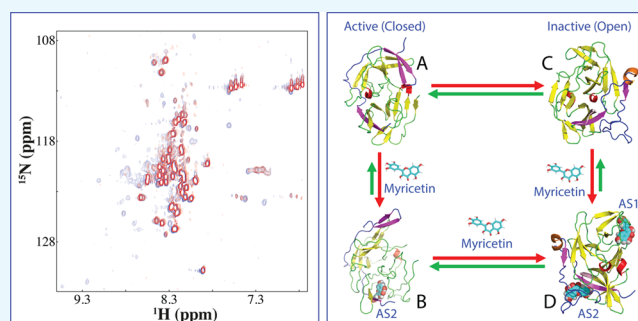 108
118
128
¹⁵N (ppm)
9.3
8.3
7.3
¹H (ppm)
Active (Closed)
Inactive (Open)
A
C
Myricetin
Myricetin
AS1
Myricetin
B
D
AS2
AS2